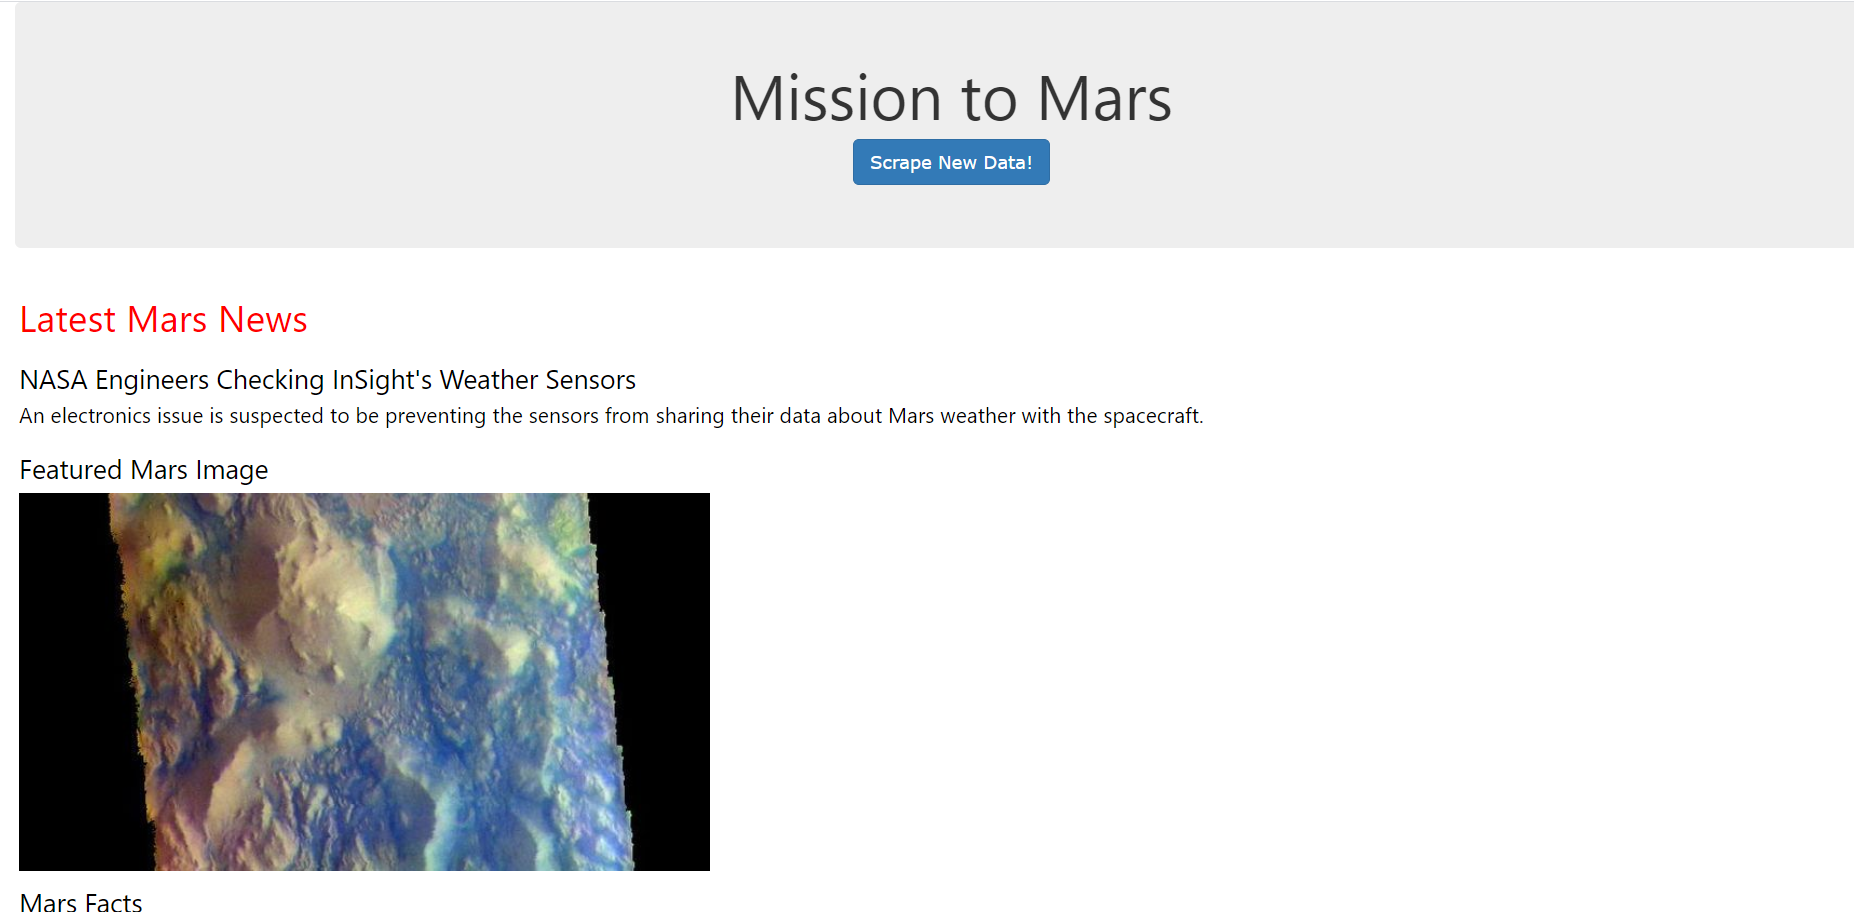 Mission to Mars
Scrape New Data!
Latest Mars News
NASA Engineers Checking InSight's Weather Sensors
An electronics issue is suspected to be preventing the sensors from sharing their data about Mars weather with the spacecraft.
Featured Mars Image
Mars Facts